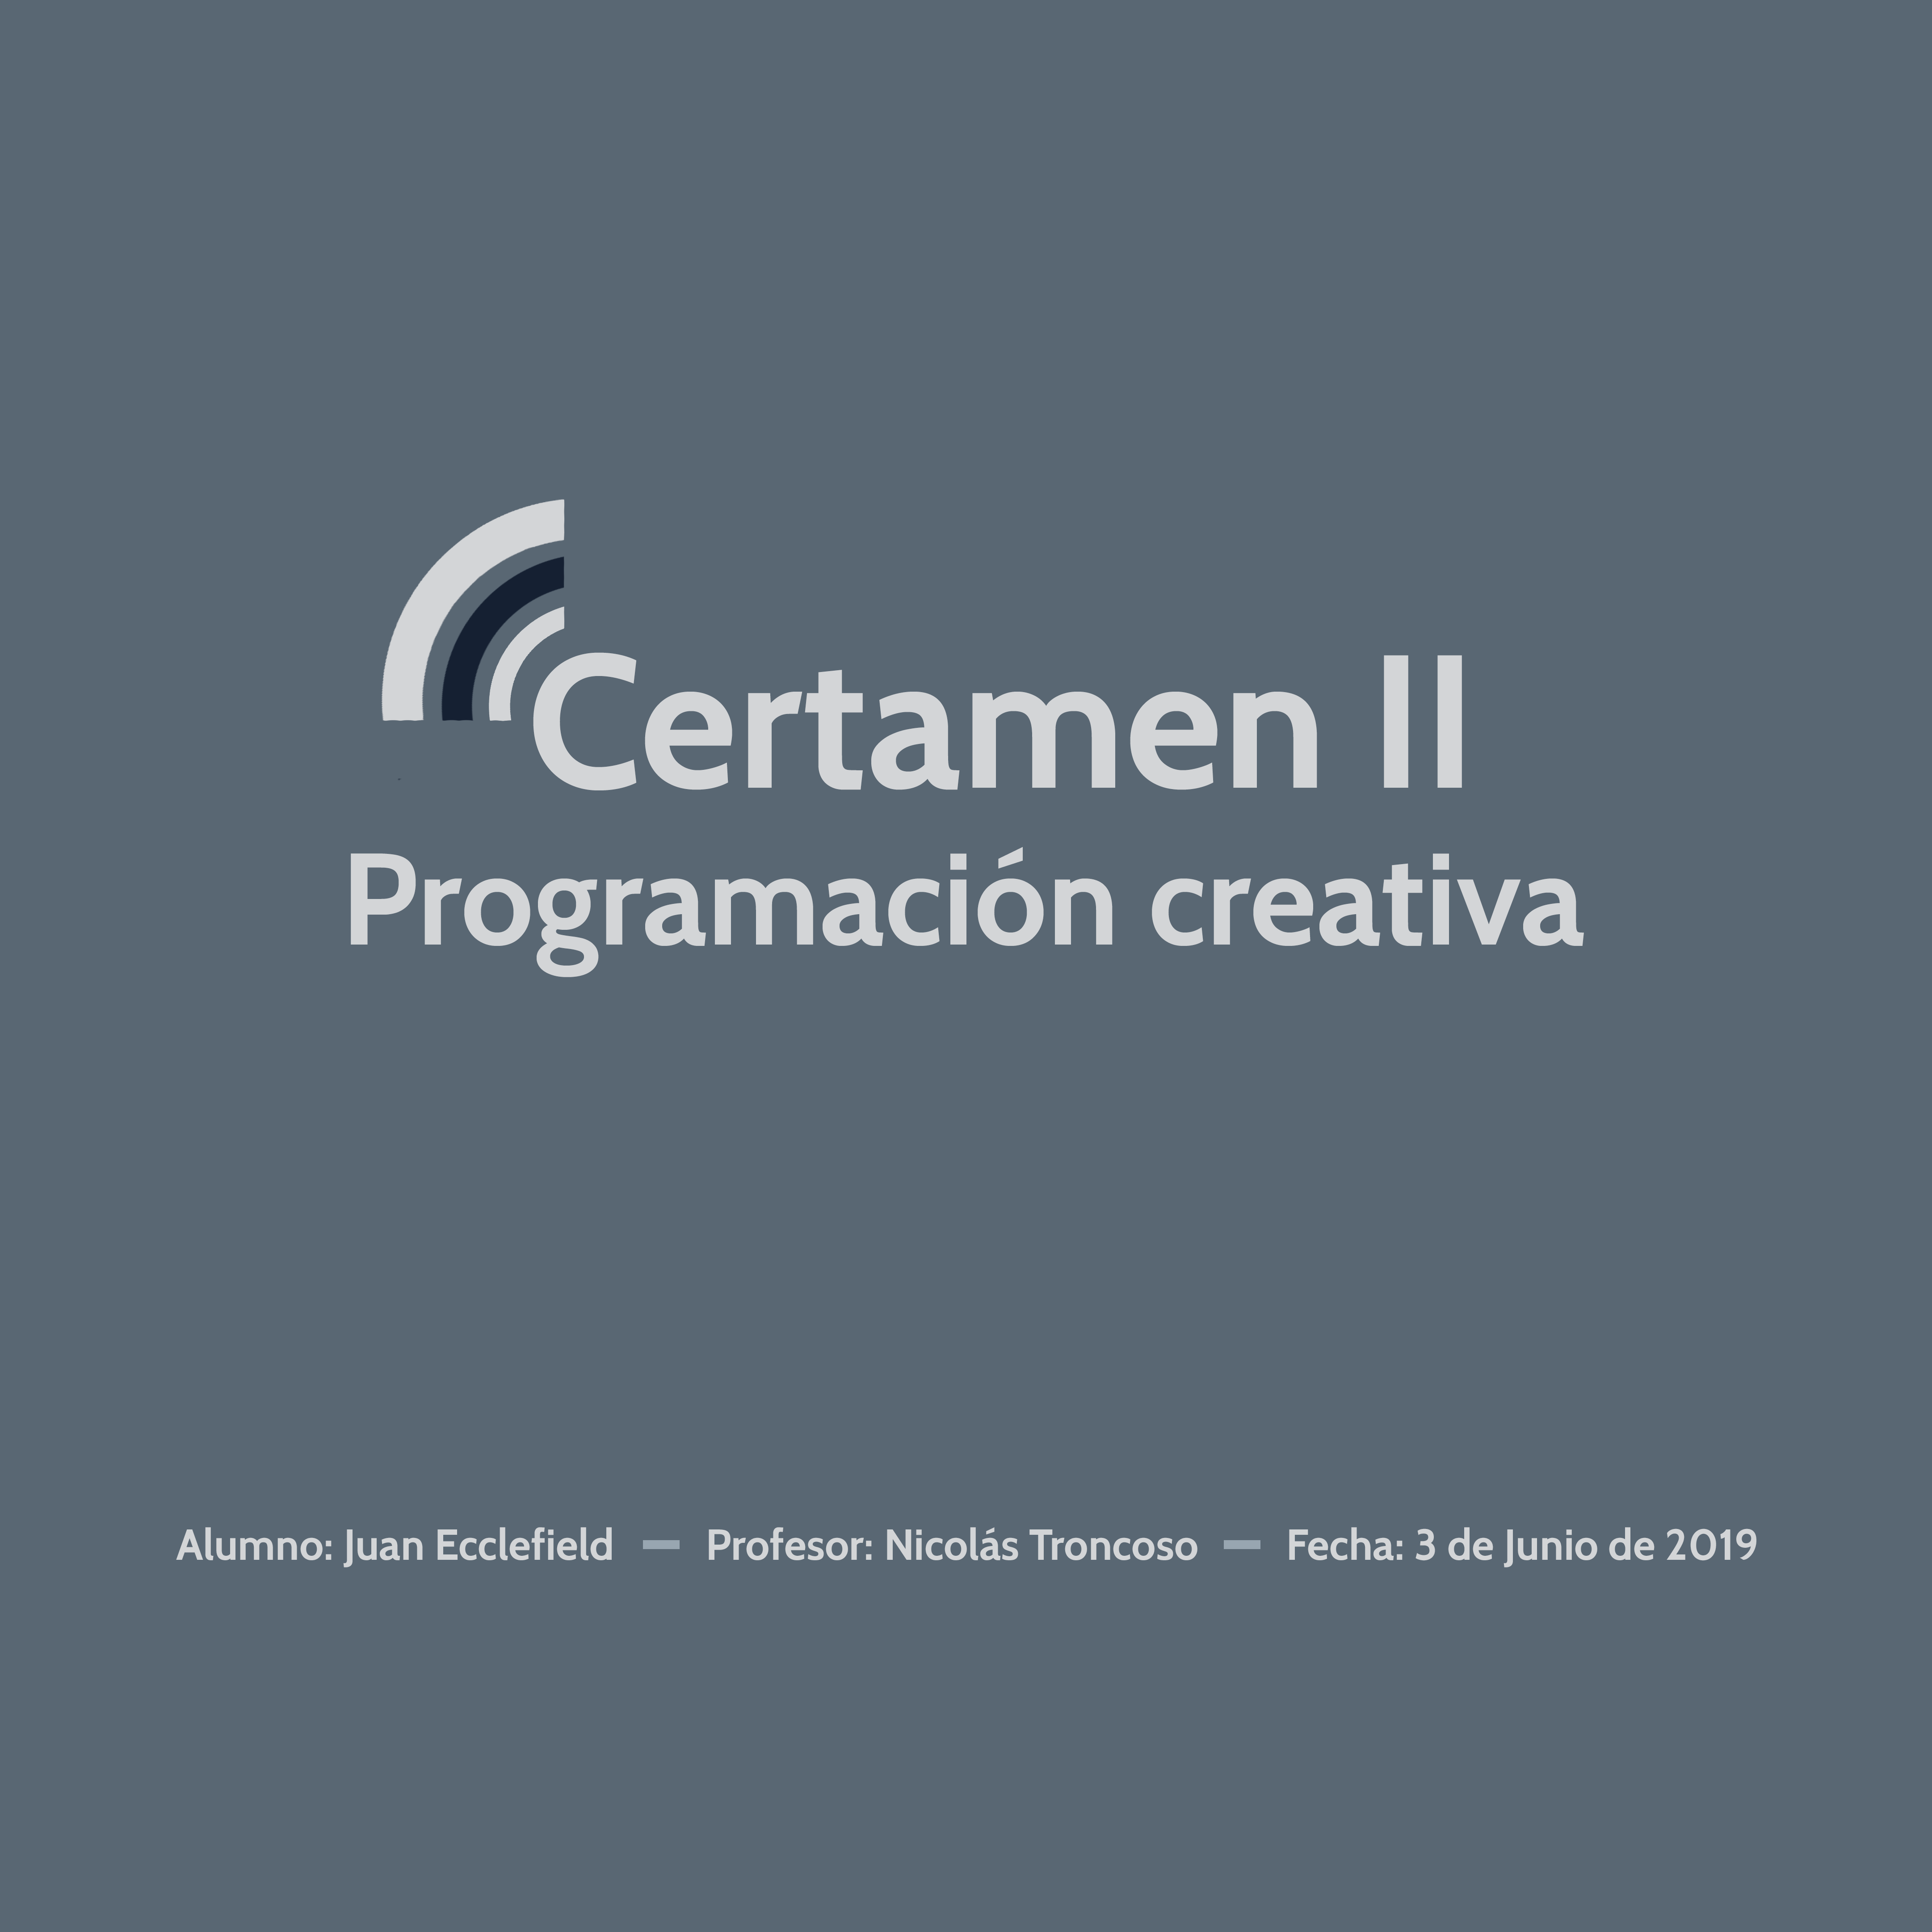 Certamen II
Programación creativa
Alumno: Juan Ecclefield — Profesor: Nicolás Troncoso — Fecha: 3 de Junio de 2019